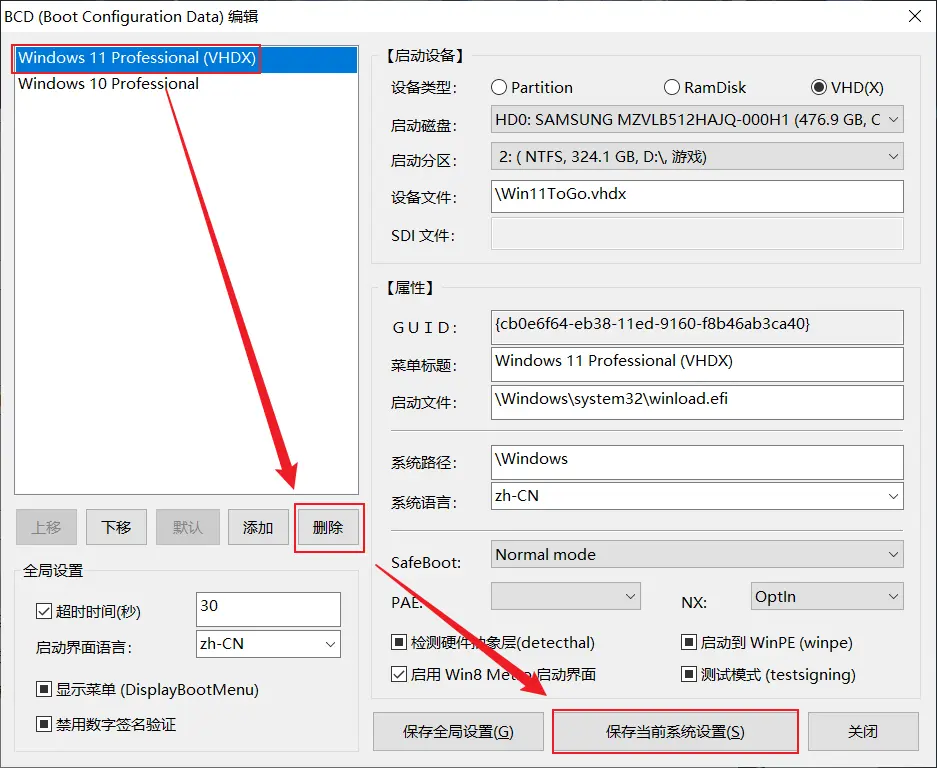 BCD (Boot Configuration Data) 编辑
Windows 11 Professional (VHDX)
Windows 10 Professional
上移
下移
默认
添加
删除
全局设置
超时时间(秒)
30
启动界面语言：
zh-CN
显示菜单 (DisplayBootMenu)
禁用数字签名验证
【启动设备】
设备类型：
Partition
RamDisk
VHD(X)
启动磁盘：
HD0: SAMSUNG MZVLB512HAJQ-000H1 (476.9 GB, C
启动分区：
2: ( NTFS, 324.1 GB, D:\, 游戏)
设备文件：
\Win11ToGo.vhdx
SDI 文件：
【属性】
G U I D：
{cb0e6f64-eb38-11ed-9160-f8b46ab3ca40}
菜单标题：
Windows 11 Professional (VHDX)
启动文件：
\Windows\system32\winload.efi
系统路径：
\Windows
系统语言：
zh-CN
SafeBoot:
Normal mode
PAE:
NX:
OptIn
检测硬件抽象层(detecthal)
启动到 WinPE (winpe)
启用 Win8 Metro 启动界面
测试模式 (testsigning)
保存全局设置(G)
保存当前系统设置(S)
关闭